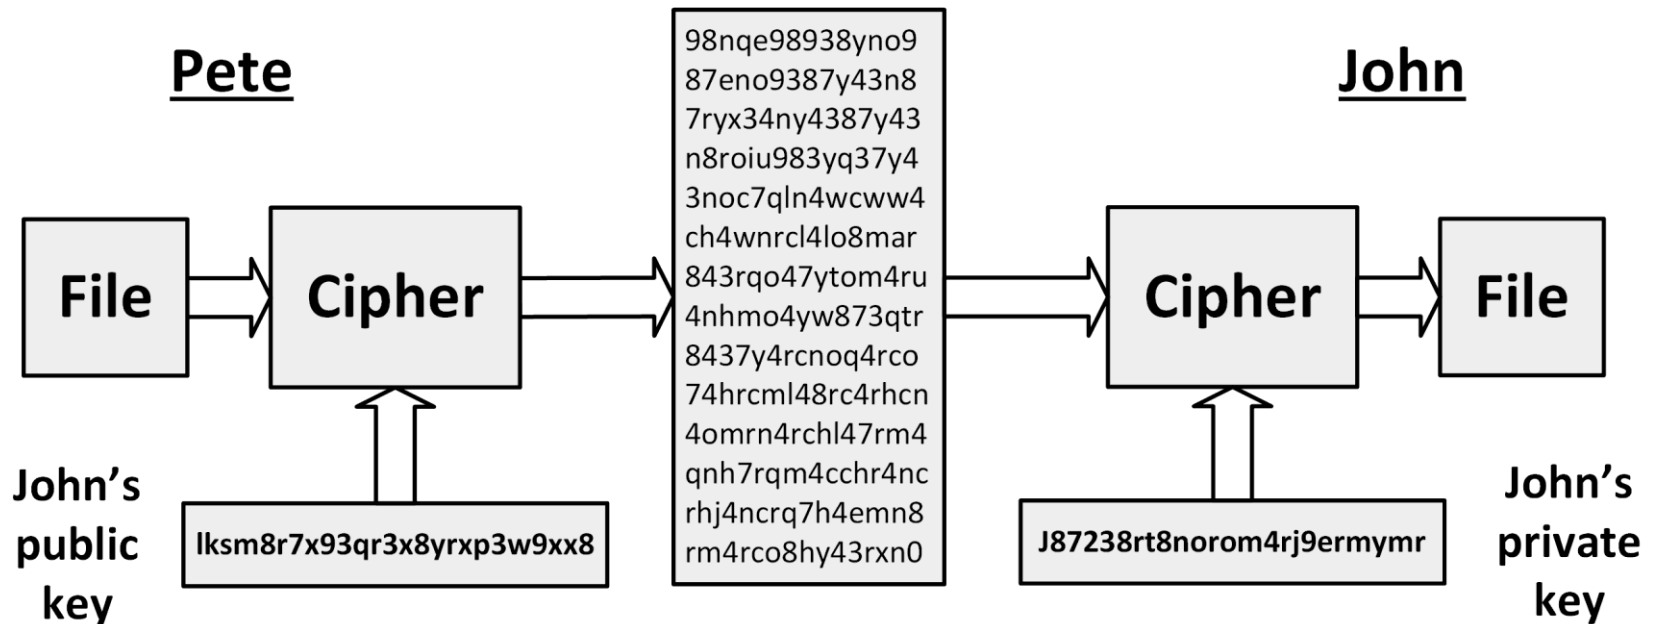 Pete
John
File
Cipher
98nqe98938yno9
87eno9387y43n8
7ryx34ny4387y43
n8roiu983yq37y4
3noc7qln4wcww4
ch4wnrcl4lo8mar
843rqo47ytom4ru
4nhmo4yw873qtr
8437y4rcnoq4rco
74hrcml48rc4rhcn
4omrn4rchl47rm4
qnh7rqm4cchr4nc
rhj4ncrq7h4emn8
rm4rco8hy43rxn0
Cipher
File
John's
public
key
lksm8r7x93qr3x8yrxp3w9xx8
J87238rt8norom4rj9ermymr
John's
private
key